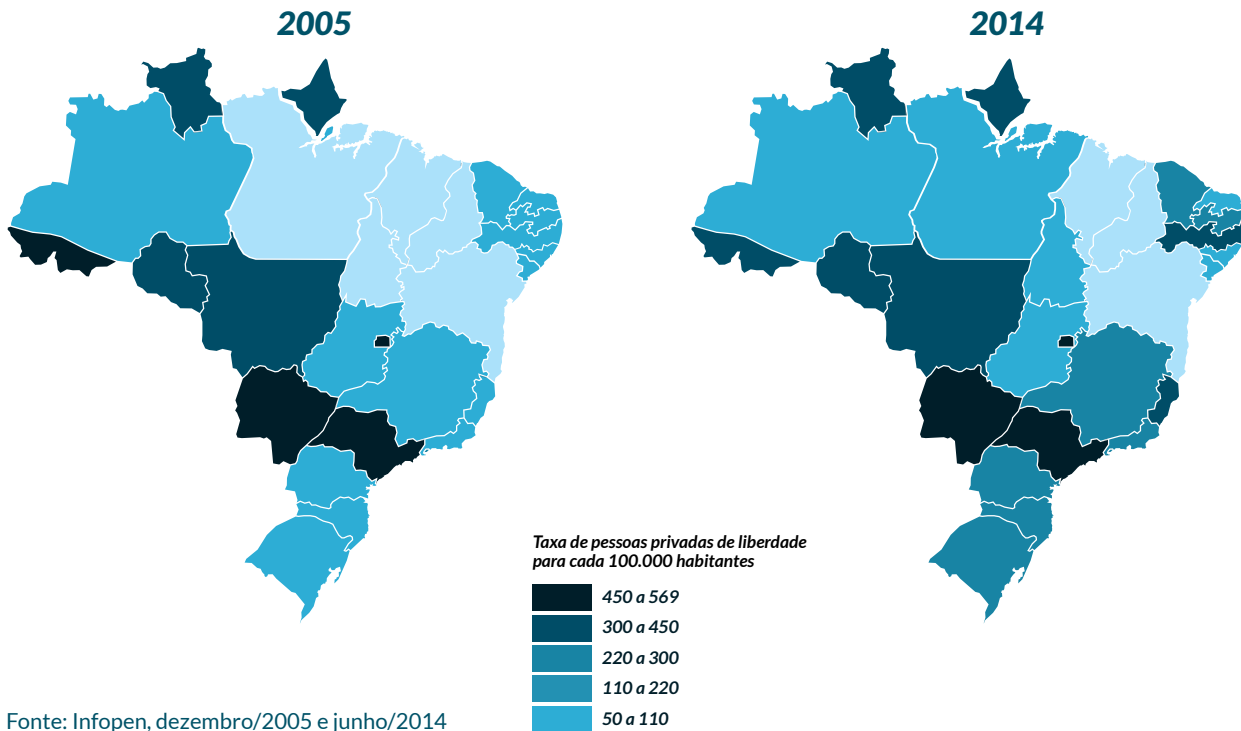 2005
2014
Taxa de pessoas privadas de liberdade
para cada 100.000 habitantes
450 a 569
300 a 450
220 a 300
110 a 220
50 a 110
Fonte: Infopen, dezembro/2005 e junho/2014